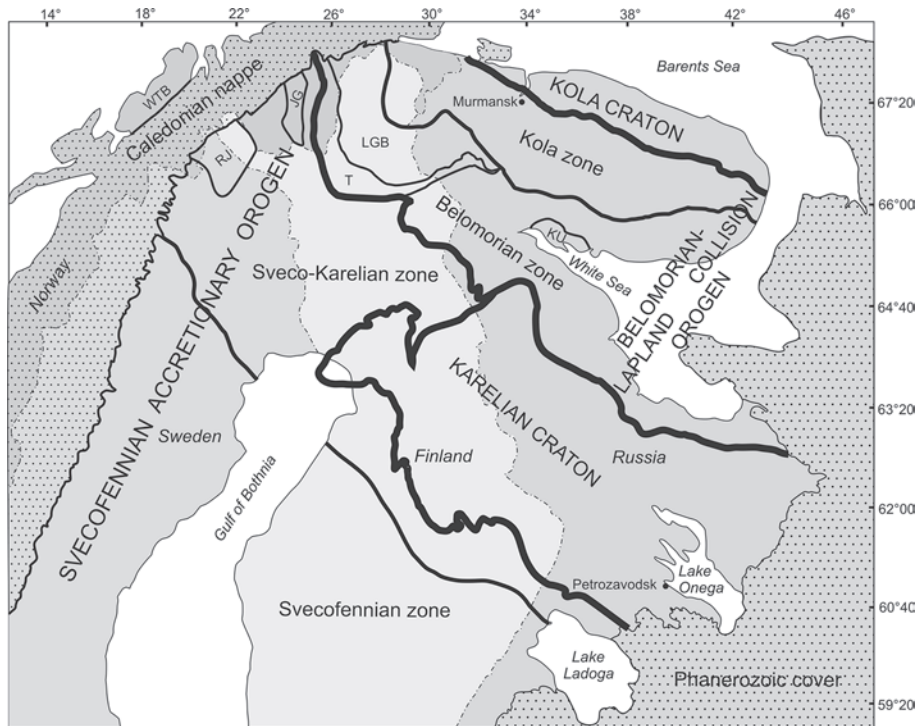 14° 18° 22° 26° 30° 34° 38° 42° 46°
Barents Sea
WTB
Caledonian nappe
JG
Murmansk
KOLA CRATON
67°20
RJ
LGB
Kola zone
T
66°00
Belomorian zone
KU
White Sea
BELOMORIAN-
LAPLAND COLLISION
OROGEN
Norway
Sveco-Karelian zone
64°40
SVECOFENNIAN ACCRETIONARY OROGEN
KARELIAN CRATON
63°20
Sweden
Finland
Russia
Gulf of Bothnia
62°00
Petrozavodsk
Lake
Onega
60°40
Svecofennian zone
Lake
Ladoga
Phanerozoic cover
59°20